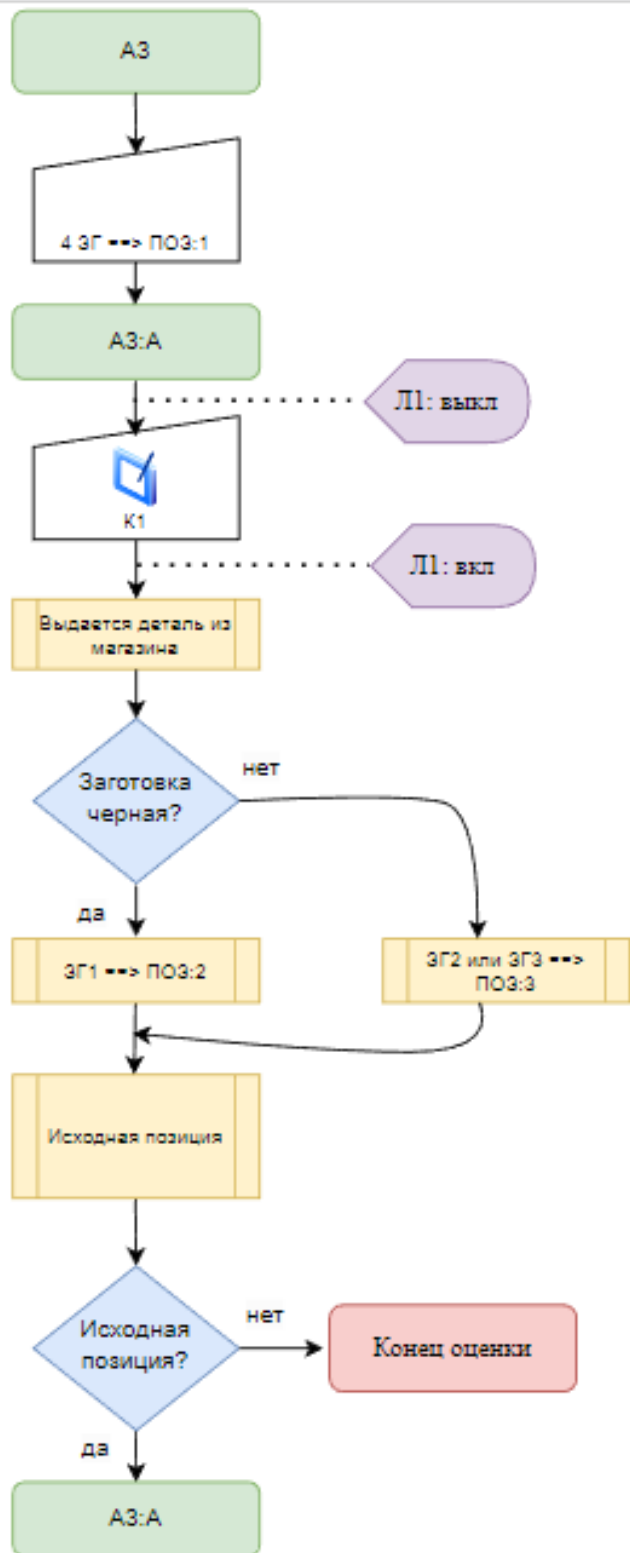 А3
4 ЗГ ==> ПОЗ:1
А3:А
Л1: выкл
К1
Л1: вкл
Выдается деталь из
магазина
Заготовка
черная?
нет
да
ЗГ1 ==> ПОЗ:2
ЗГ2 или ЗГ3 ==>
ПОЗ:3
Исходная позиция
Исходная
позиция?
нет
Конец оценки
да
А3:А